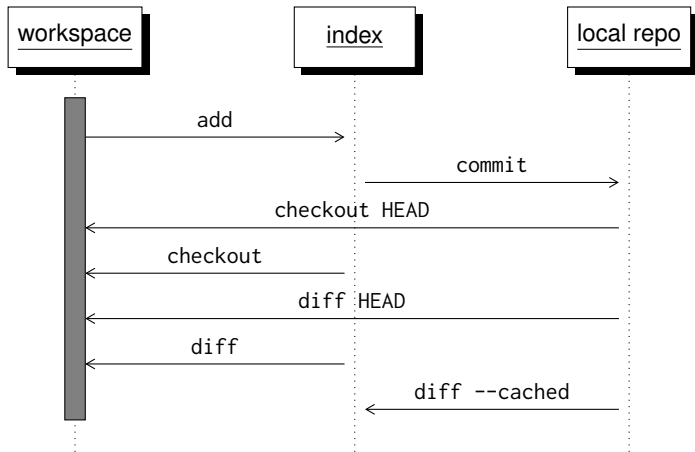 workspace
index
local repo
add
commit
checkout HEAD
checkout
diff HEAD
diff
diff --cached